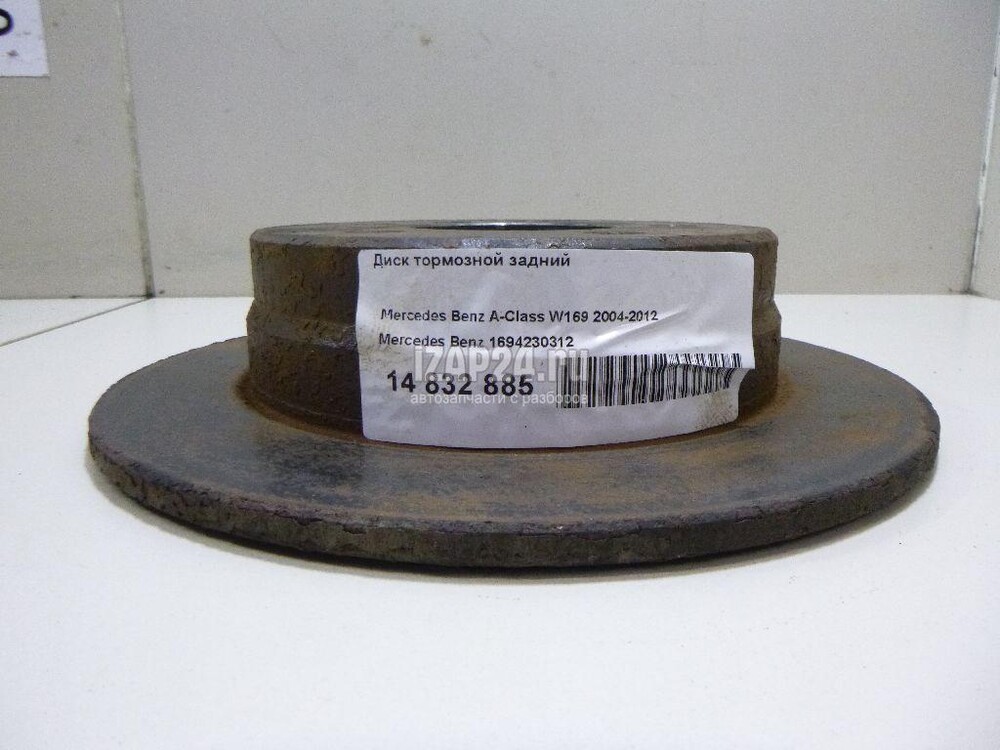 Диск тормозной задний
Mercedes Benz A-Class W169 2004-2012
Mercedes Benz 1694230312
IZAP24.ru
14 832 885
автозапчасти с разборов